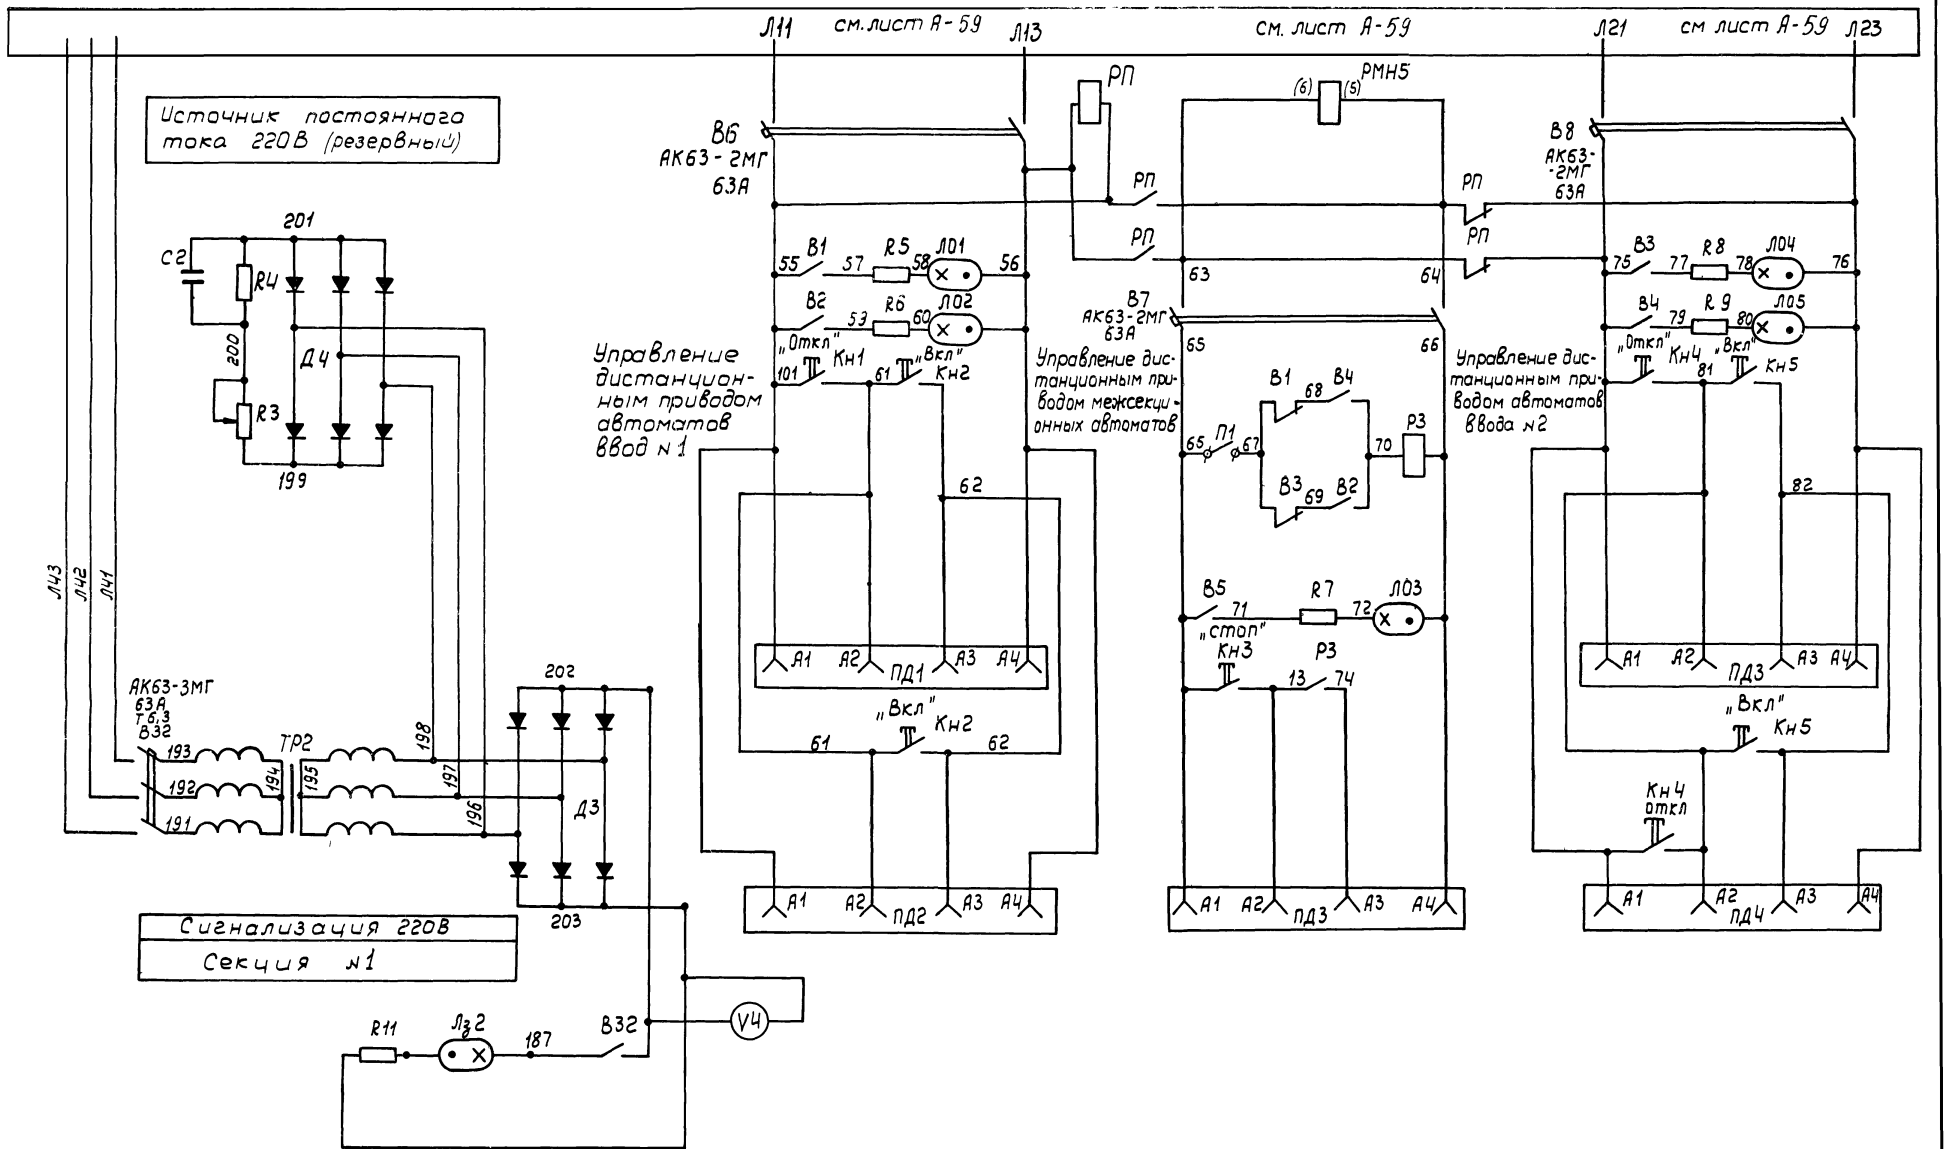 Л11
см.лист А-59
Л13
см. лист А-59
Л21
см лист А-59
Л23
Источник постоянного
тока 220В (резервный)
В6
АК63-2МГ
63А
РП
РМН5
(6)
(5)
В8
АК63-
-2МГ
63А
РП
РП
РП
РП
201
С2
R4
200
Д4
R3
199
55
В1
57
R5
58
Л01
56
В2
59
R6
60
Л02
„Откл"
101
Кн1
61
„Вкл"
Кн2
Управление
дистанцион-
ным приводом
автоматов
ввод №1
62
63
64
В7
АК63-2МГ
63А
65
66
Управление дис-
танционным при-
водом межсекци-
онных автоматов
В1
68
В4
65
П1
67
70
Р3
В3
69
В2
В5
71
R7
72
Л03
„стоп"
Кн3
Р3
13
74
75
В3
77
R8
78
Л04
76
В4
79
R9
80
Л05
„Откл"
Кн4
„Вкл"
81
Кн5
Управление дис-
танционным при-
водом автоматов
ввода №2
82
Л43
Л42
Л41
А1
А2
ПД1
А3
А4
А1
А2
ПД3
А3
А4
АК63-3МГ
63А
Т6,3
В32
193
192
191
ТР2
194
195
198
197
196
202
Д3
203
„Вкл"
Кн2
61
62
„Вкл"
Кн5
Кн4
откл
А1
А2
ПД2
А3
А4
А1
А2
ПД3
А3
А4
А1
А2
ПД4
А3
А4
Сигнализация 220В
Секция №1
R11
Лз2
187
В32
V4